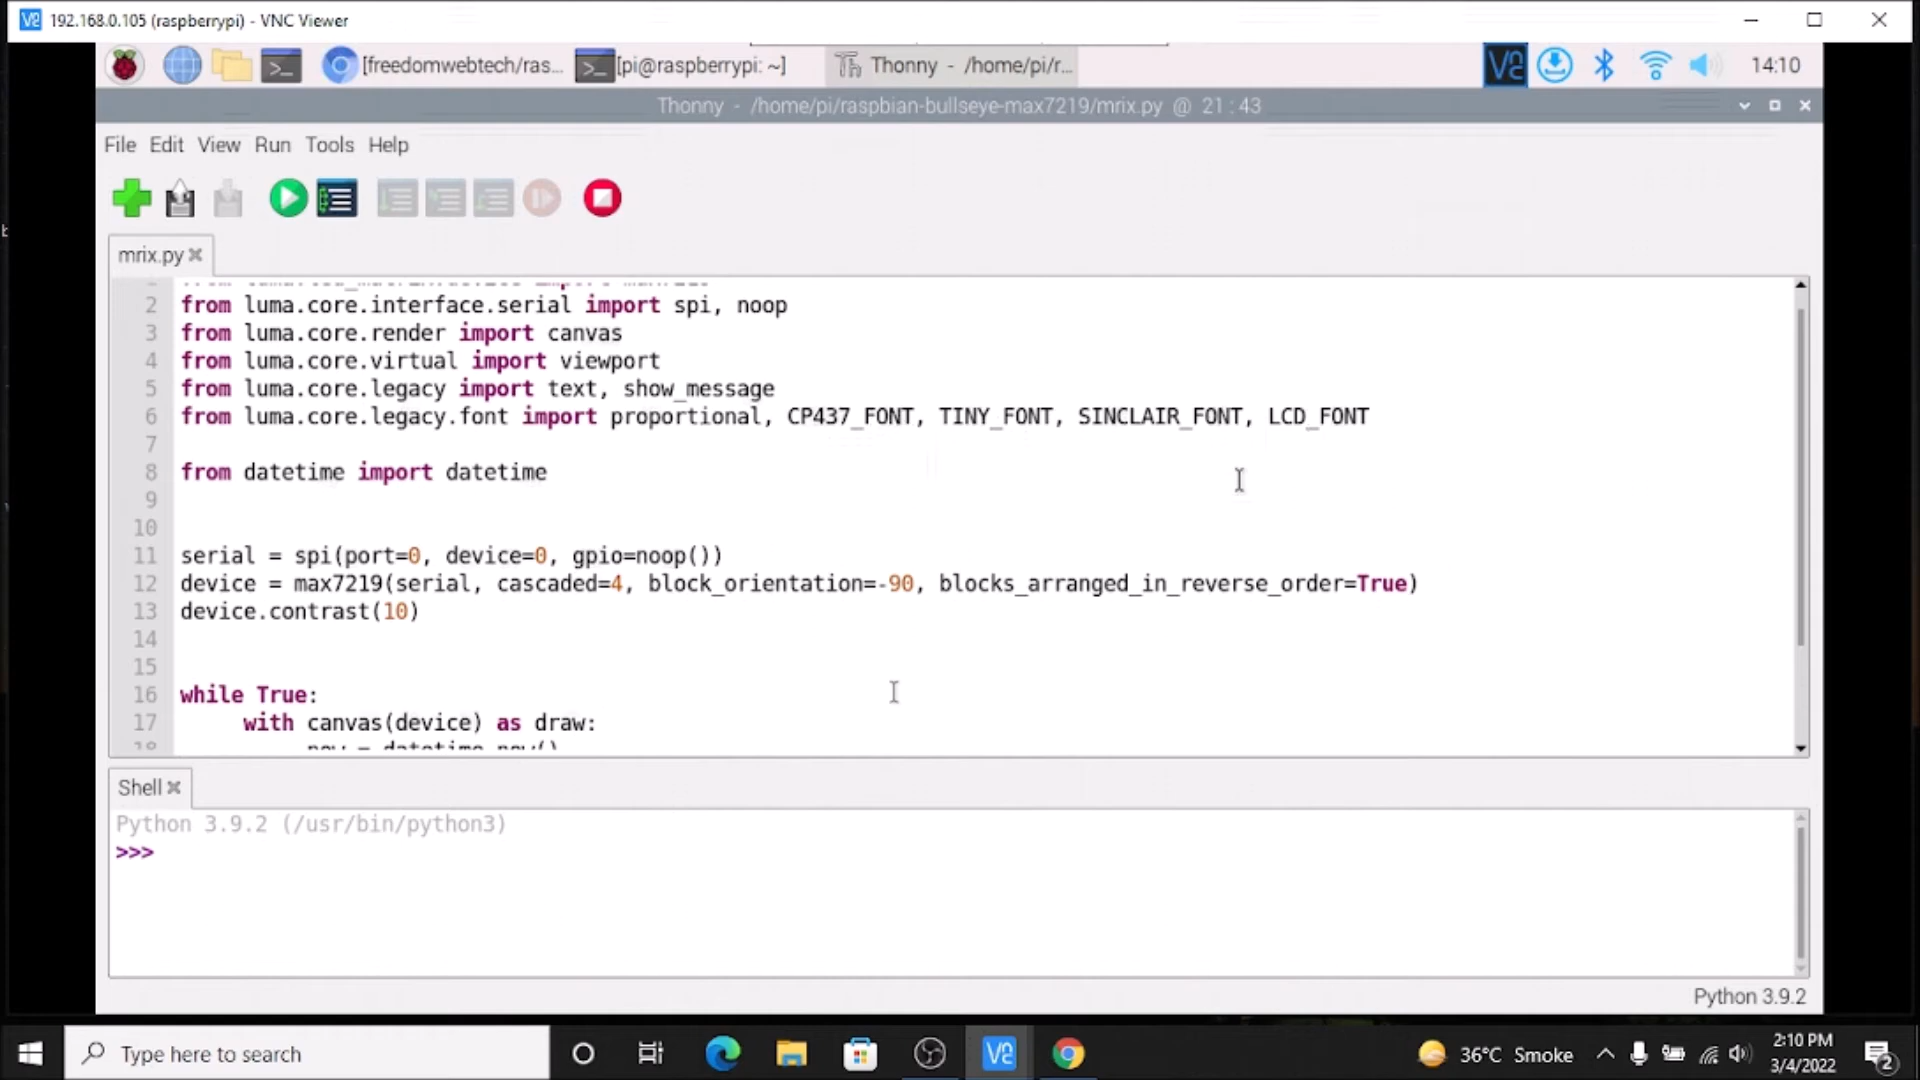 192.168.0.105 (raspberrypi) - VNC Viewer
[freedomwebtech/ras... [pi@raspberrypi: ~] Thonny - /home/pi/r... 14:10
Thonny - /home/pi/raspbian-bullseye-max7219/mrix.py @ 21 : 43
File Edit View Run Tools Help
mrix.py
2 from luma.core.interface.serial import spi, noop
3 from luma.core.render import canvas
4 from luma.core.virtual import viewport
5 from luma.core.legacy import text, show_message
6 from luma.core.legacy.font import proportional, CP437_FONT, TINY_FONT, SINCLAIR_FONT, LCD_FONT
7
8 from datetime import datetime
9
10
11 serial = spi(port=0, device=0, gpio=noop())
12 device = max7219(serial, cascaded=4, block_orientation=-90, blocks_arranged_in_reverse_order=True)
13 device.contrast(10)
14
15
16 while True:
17 with canvas(device) as draw:
18 now = datetime.now()
Shell
Python 3.9.2 (/usr/bin/python3)
>>>
Python 3.9.2
Type here to search
36°C Smoke
2:10 PM
3/4/2022
2